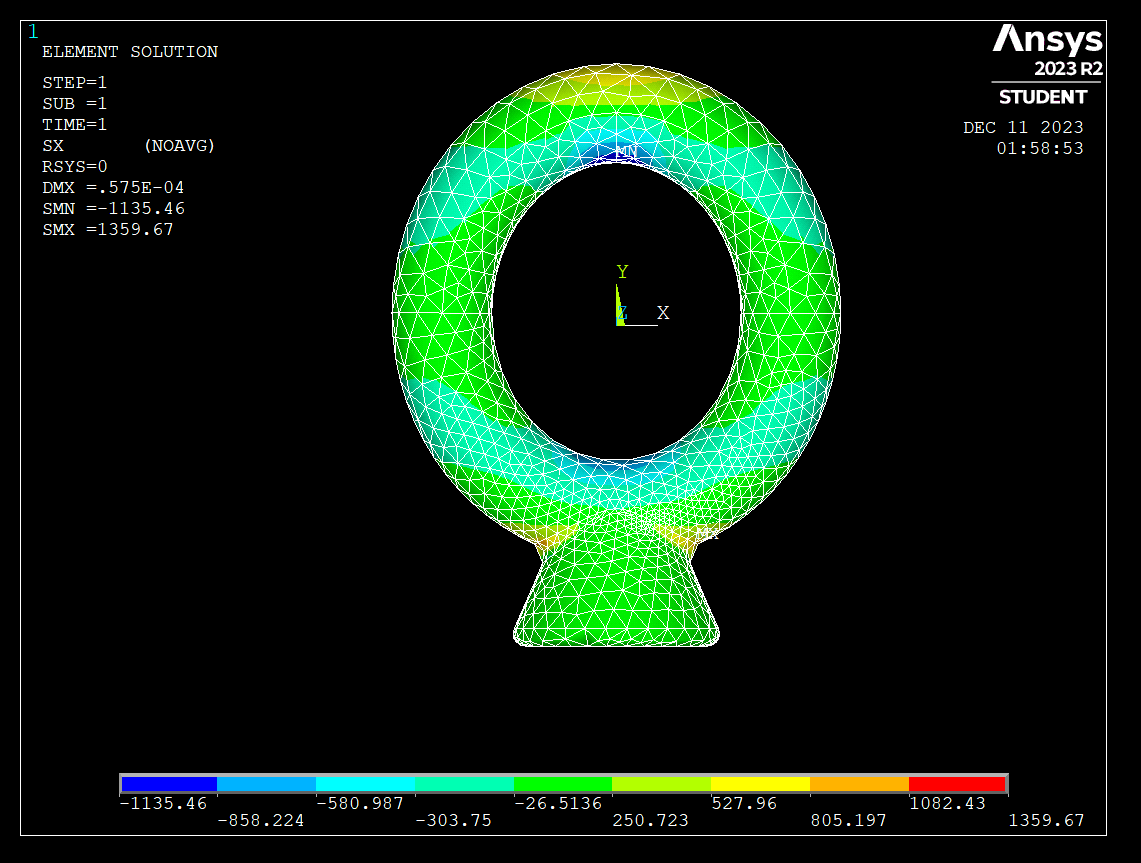 1
ELEMENT SOLUTION
STEP=1
SUB =1
TIME=1
SX (NOAVG)
RSYS=0
DMX =.575E-04
SMN =-1135.46
SMX =1359.67
Ansys
2023 R2
STUDENT
DEC 11 2023
01:58:53
MN
Y
Z X
MX
-1135.46 -580.987 -26.5136 527.96 1082.43
-858.224 -303.75 250.723 805.197 1359.67